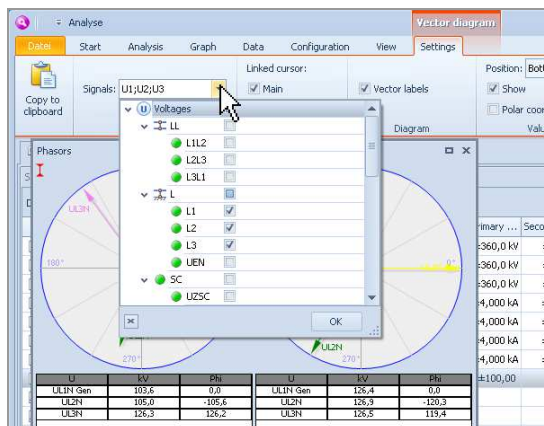 Analyse
Vector diagram
Datei Start Analysis Graph Data Configuration View Settings
Copy to
clipboard
Signals: U1;U2;U3
Linked cursor:
Main
Vector labels
Position:
Show
Polar
Diagram
Phasors
U Voltages
LL
L1L2
L2L3
L3L1
L
L1
L2
L3
UEN
SC
UZSC
OK
UL3N
180°
0°
UL2N
270°
270°
Primary ...
±360,0 kV
±360,0 kV
±360,0 kV
±4,000 kA
±4,000 kA
±4,000 kA
±4,000 kA
±100,00
U kV Phi
UL1N Gen 103,6 0,0
UL2N 105,0 -105,6
UL3N 126,3 126,2
U kV Phi
UL1N Gen 126,4 0,0
UL2N 126,9 -120,3
UL3N 126,5 119,4